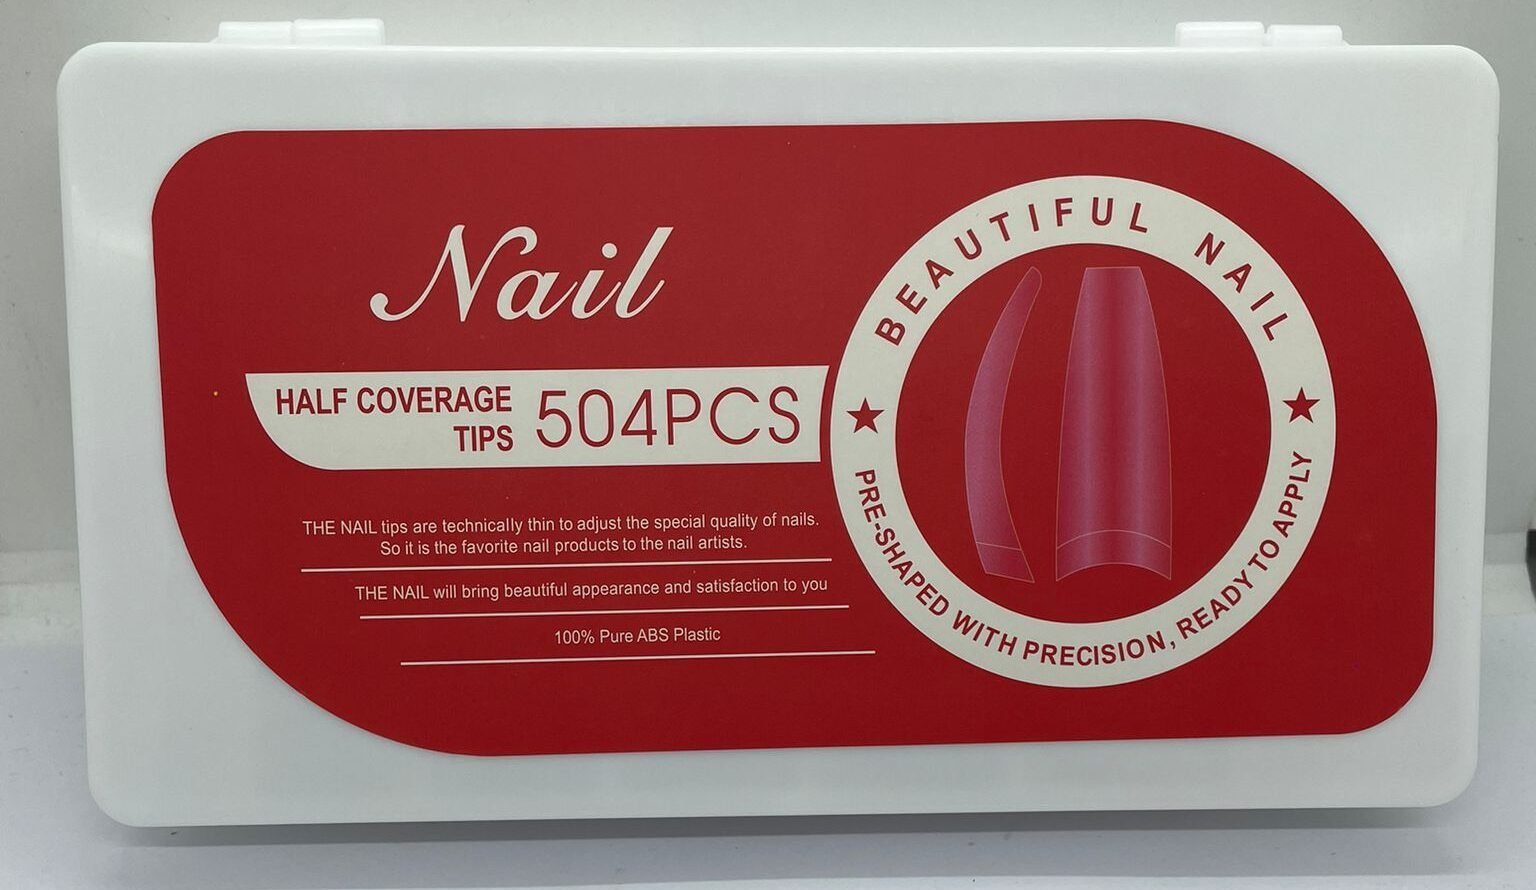 Nail
HALF COVERAGE
TIPS
504PCS
THE NAIL tips are technically thin to adjust the special quality of nails.
So it is the favorite nail products to the nail artists.
THE NAIL will bring beautiful appearance and satisfaction to you
100% Pure ABS Plastic
BEAUTIFUL NAIL
PRE-SHAPED WITH PRECISION, READY TO APPLY